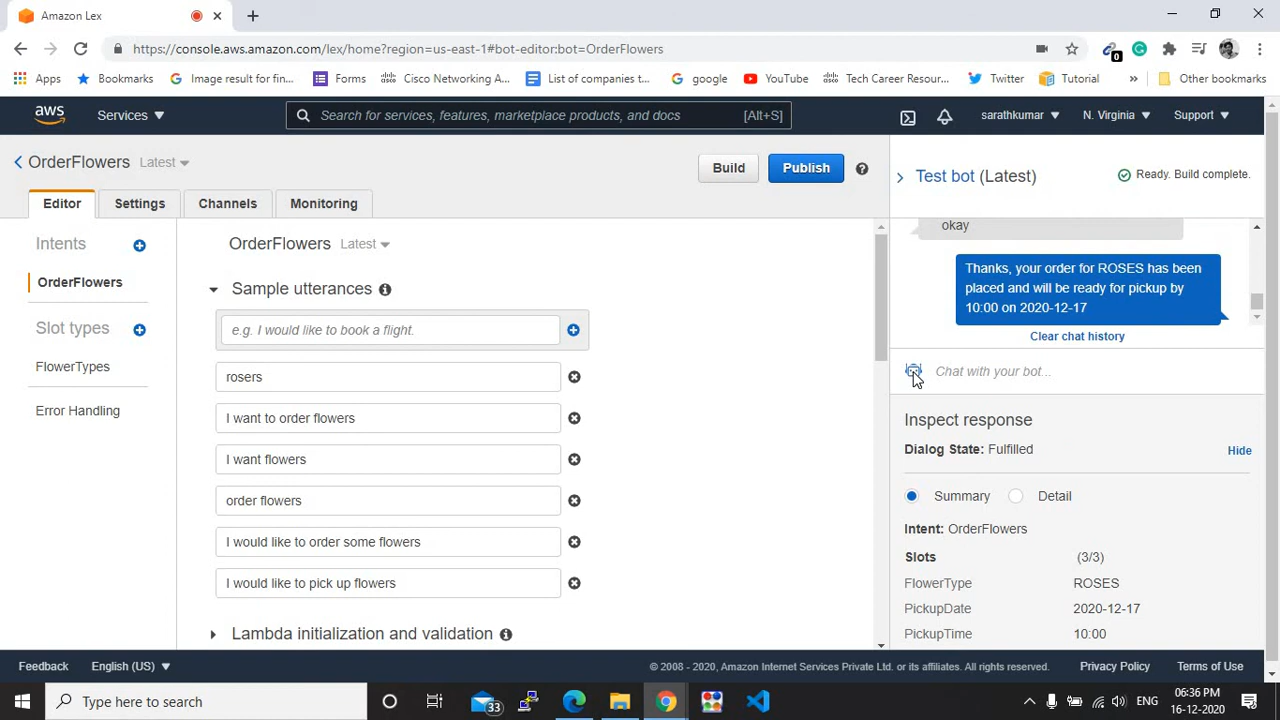 Amazon Lex
https://console.aws.amazon.com/lex/home?region=us-east-1#bot-editor:bot=OrderFlowers
0
Apps Bookmarks Image result for fin... Forms Cisco Networking A... List of companies t... google YouTube Tech Career Resour... Twitter Tutorial » Other bookmarks
aws Services Search for services, features, marketplace products, and docs [Alt+S] sarathkumar N. Virginia Support
OrderFlowers Latest
Build Publish
Test bot (Latest) Ready. Build complete.
Editor Settings Channels Monitoring
Intents
OrderFlowers
Slot types
FlowerTypes
Error Handling
OrderFlowers Latest
Sample utterances
e.g. I would like to book a flight.
rosers
I want to order flowers
I want flowers
order flowers
I would like to order some flowers
I would like to pick up flowers
Lambda initialization and validation
okay
Thanks, your order for ROSES has been
placed and will be ready for pickup by
10:00 on 2020-12-17
Clear chat history
Chat with your bot...
Inspect response
Dialog State: Fulfilled Hide
Summary Detail
Intent: OrderFlowers
Slots (3/3)
FlowerType ROSES
PickupDate 2020-12-17
PickupTime 10:00
Feedback English (US) © 2008 - 2020, Amazon Internet Services Private Ltd. or its affiliates. All rights reserved. Privacy Policy Terms of Use
Type here to search 33 ENG 06:36 PM
16-12-2020